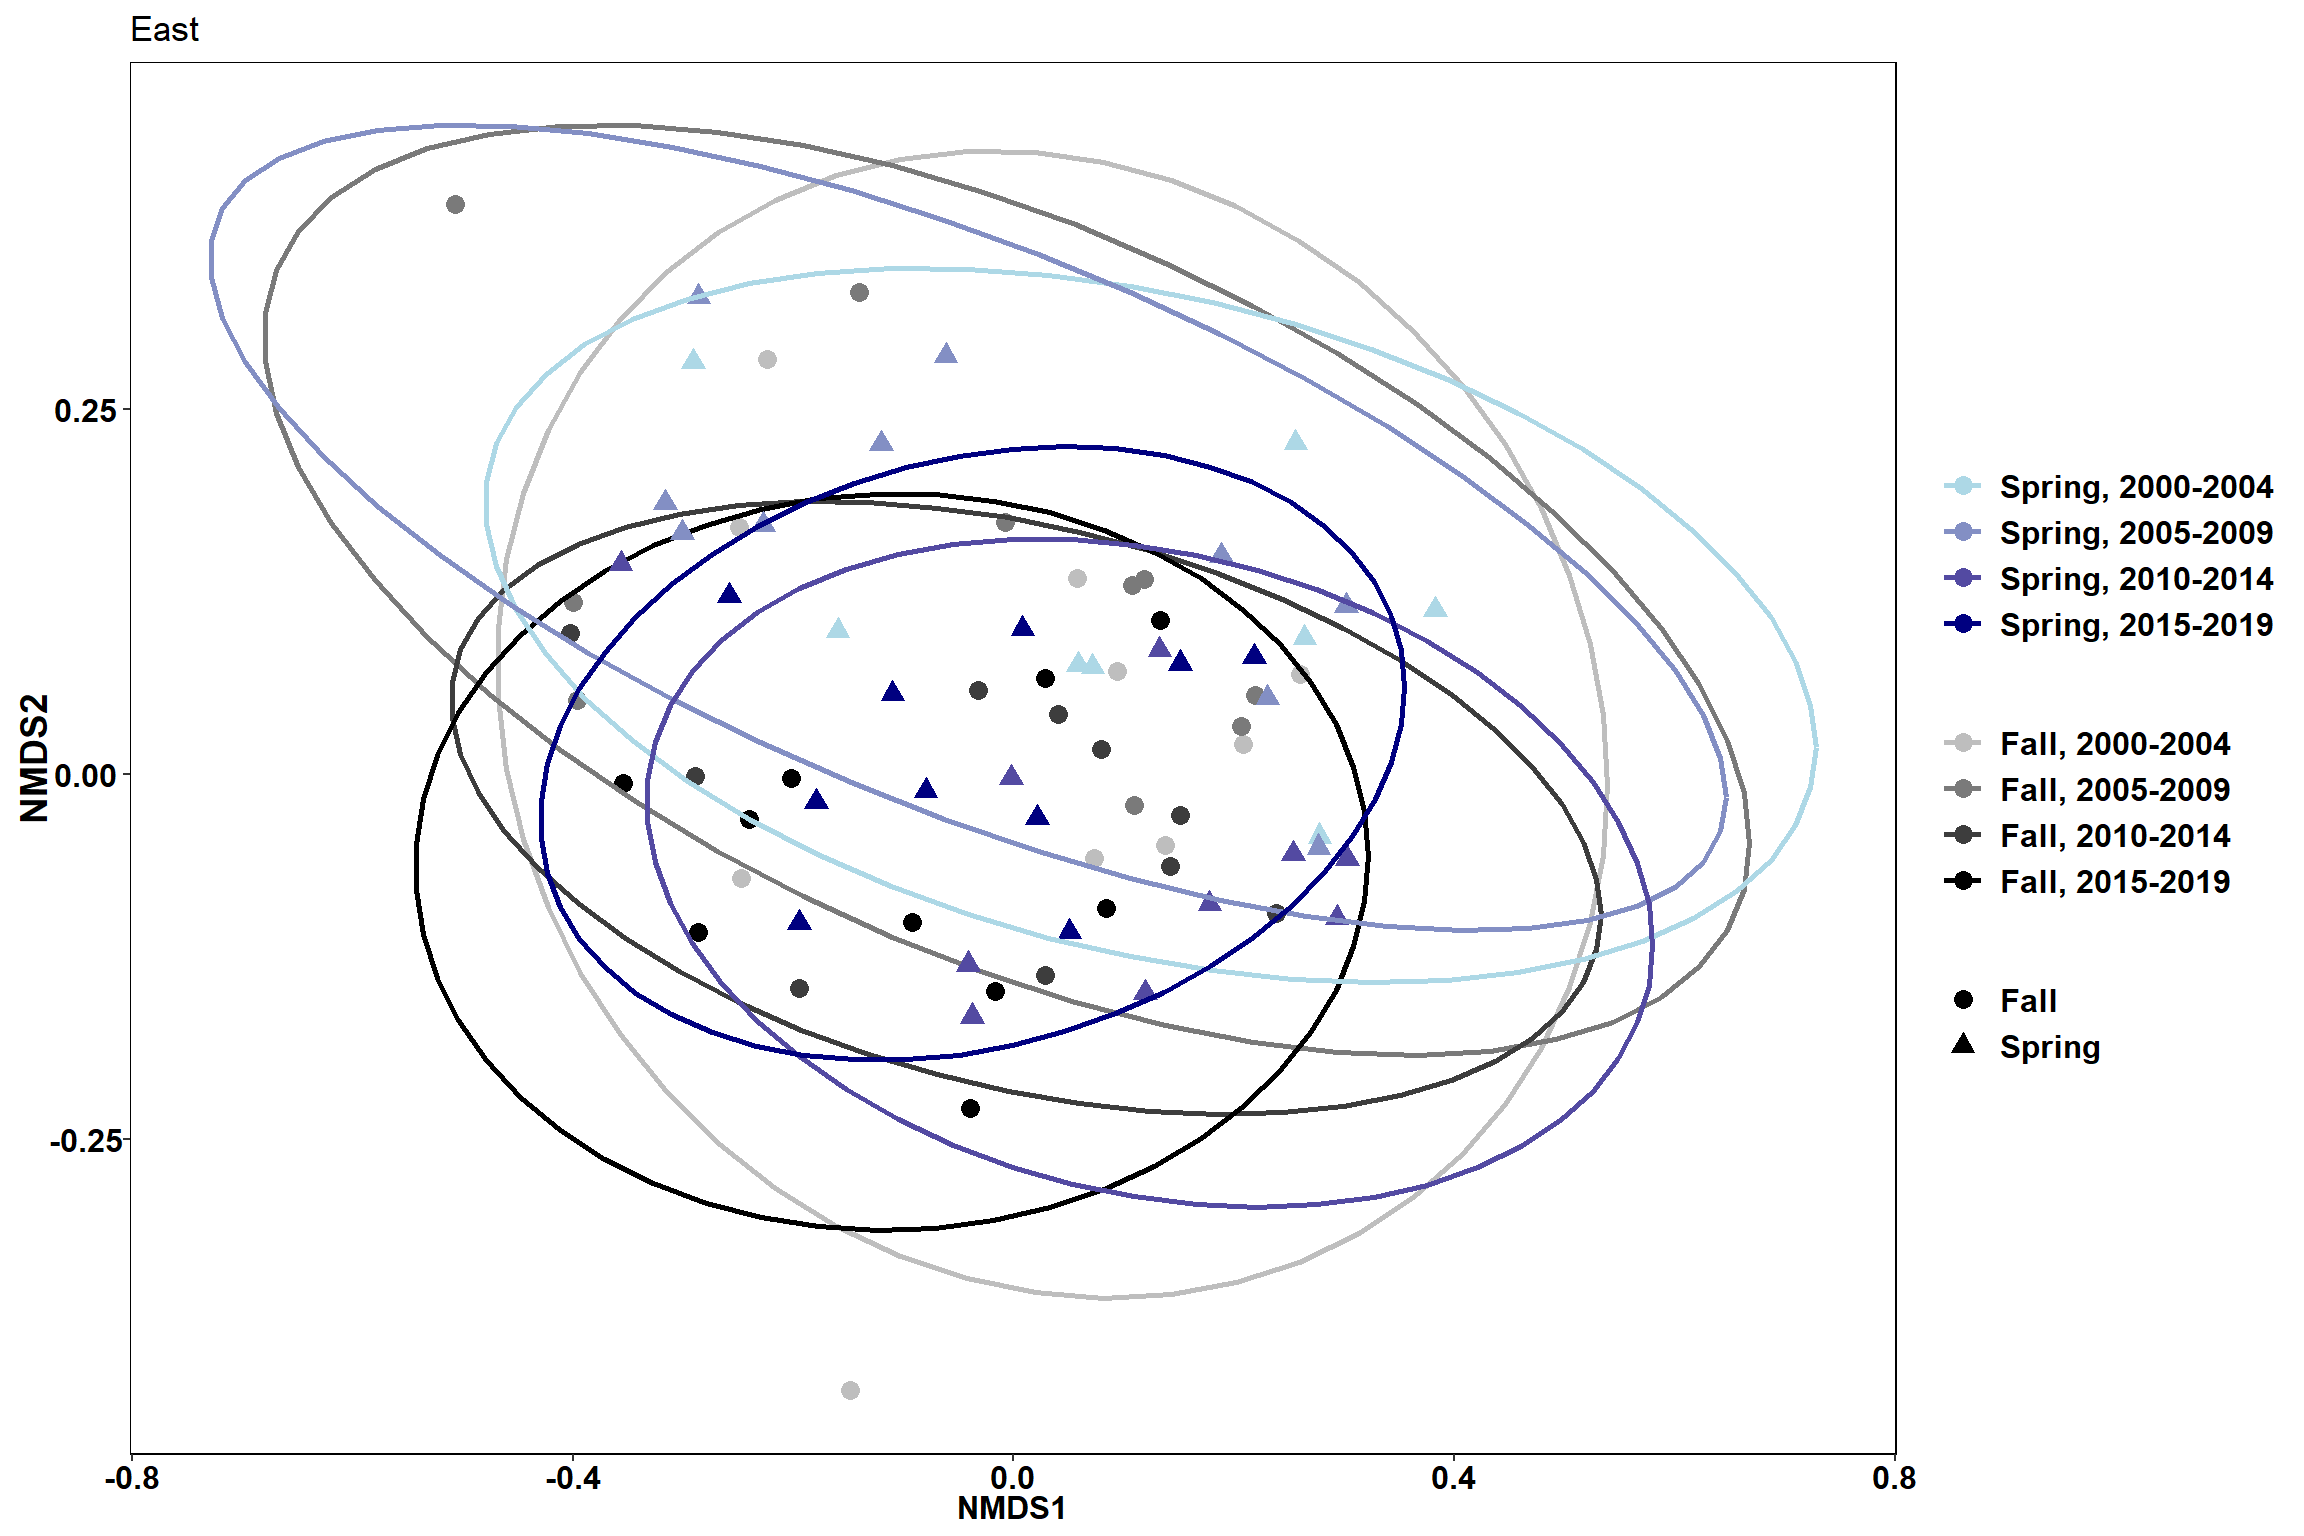 East
0.25
0.00
-0.25
NMDS2
-0.8
-0.4
0.0
0.4
0.8
NMDS1
Spring, 2000-2004
Spring, 2005-2009
Spring, 2010-2014
Spring, 2015-2019
Fall, 2000-2004
Fall, 2005-2009
Fall, 2010-2014
Fall, 2015-2019
Fall
Spring